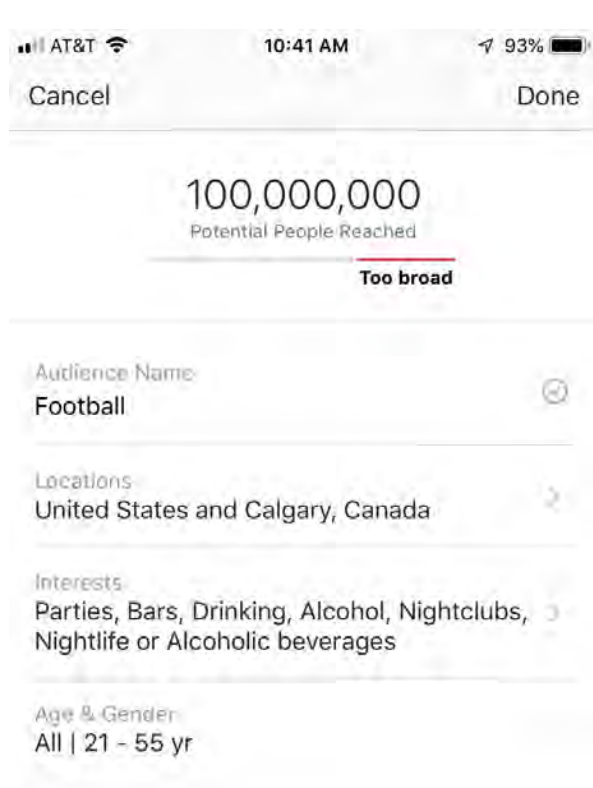 AT&T 10:41 AM 93%
Cancel Done
100,000,000
Potential People Reached
Too broad
Audience Name
Football
Locations
United States and Calgary, Canada
Interests
Parties, Bars, Drinking, Alcohol, Nightclubs,
Nightlife or Alcoholic beverages
Age & Gender
All | 21 - 55 yr